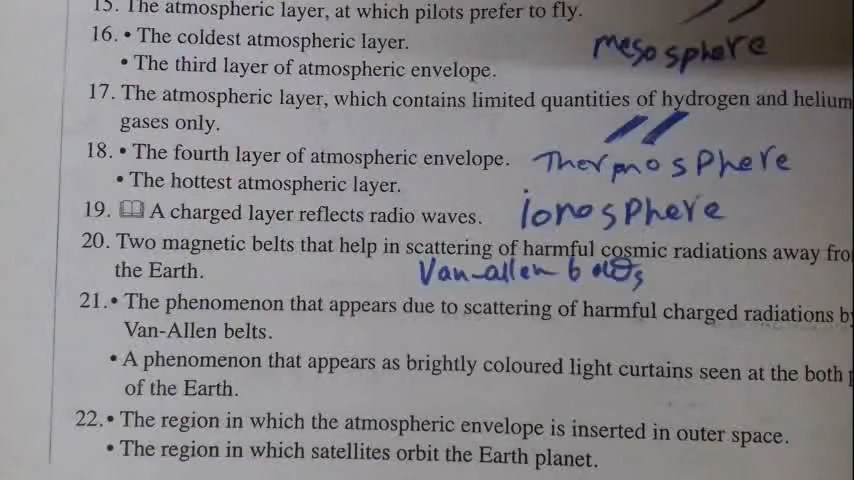 15. The atmospheric layer, at which pilots prefer to fly.
16. • The coldest atmospheric layer.
mesosphere
• The third layer of atmospheric envelope.
17. The atmospheric layer, which contains limited quantities of hydrogen and helium
gases only.
"
18. • The fourth layer of atmospheric envelope. Thermosphere
• The hottest atmospheric layer.
19. A charged layer reflects radio waves. ionosphere
20. Two magnetic belts that help in scattering of harmful cosmic radiations away fro
the Earth. Van-allen belts
21. • The phenomenon that appears due to scattering of harmful charged radiations by
Van-Allen belts.
• A phenomenon that appears as brightly coloured light curtains seen at the both
of the Earth.
22. • The region in which the atmospheric envelope is inserted in outer space.
• The region in which satellites orbit the Earth planet.